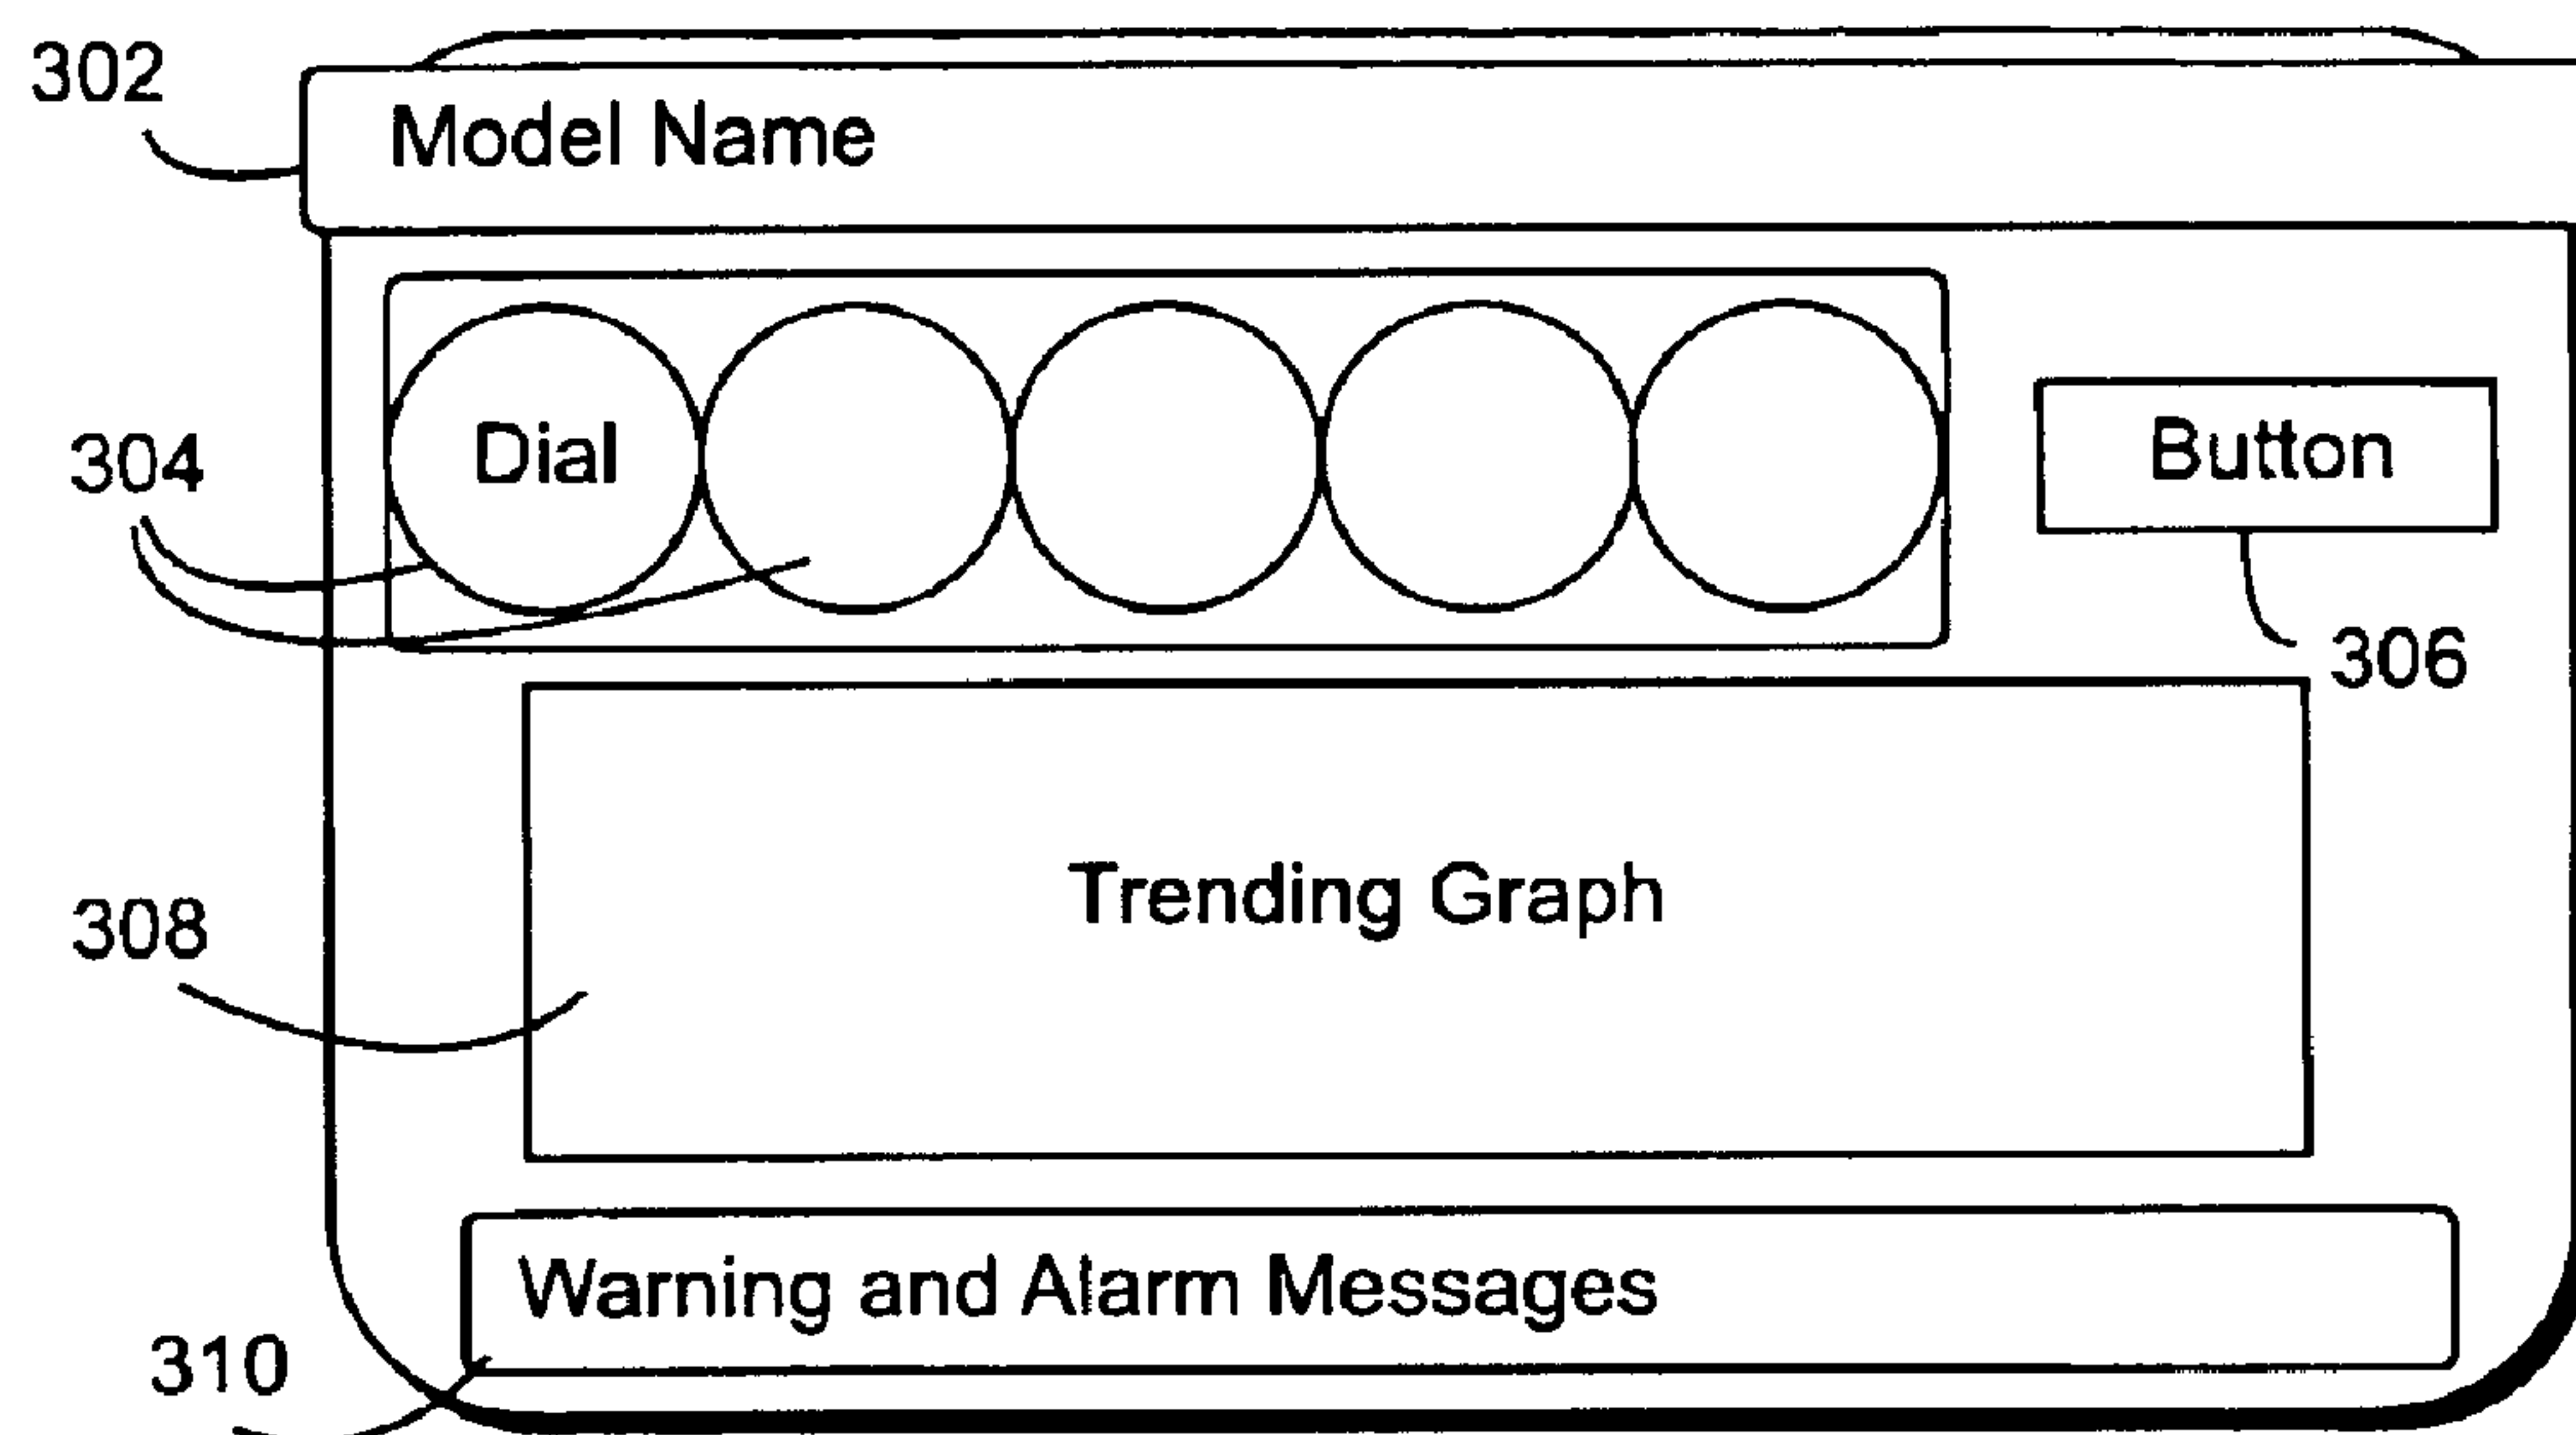 302
Model Name
304
Dial
Button
306
308
Trending Graph
Warning and Alarm Messages
310